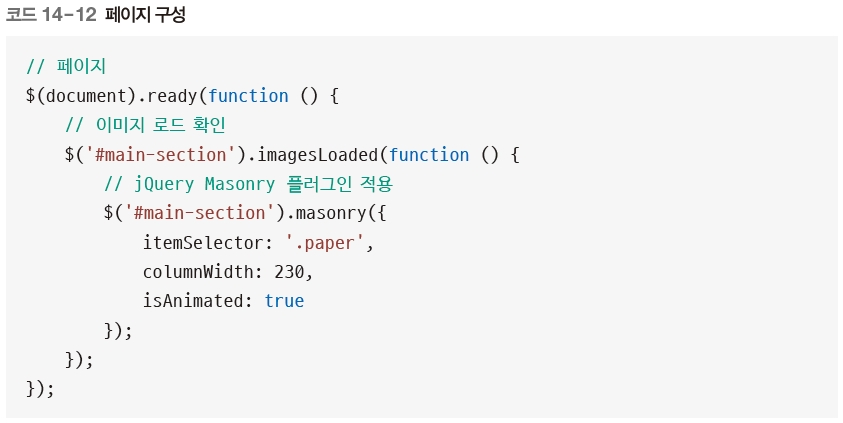 코드 14-12 페이지 구성
// 페이지
$(document).ready(function () {
    // 이미지 로드 확인
    $('#main-section').imagesLoaded(function () {
        // jQuery Masonry 플러그인 적용
        $('#main-section').masonry({
            itemSelector: '.paper',
            columnWidth: 230,
            isAnimated: true
        });
    });
});